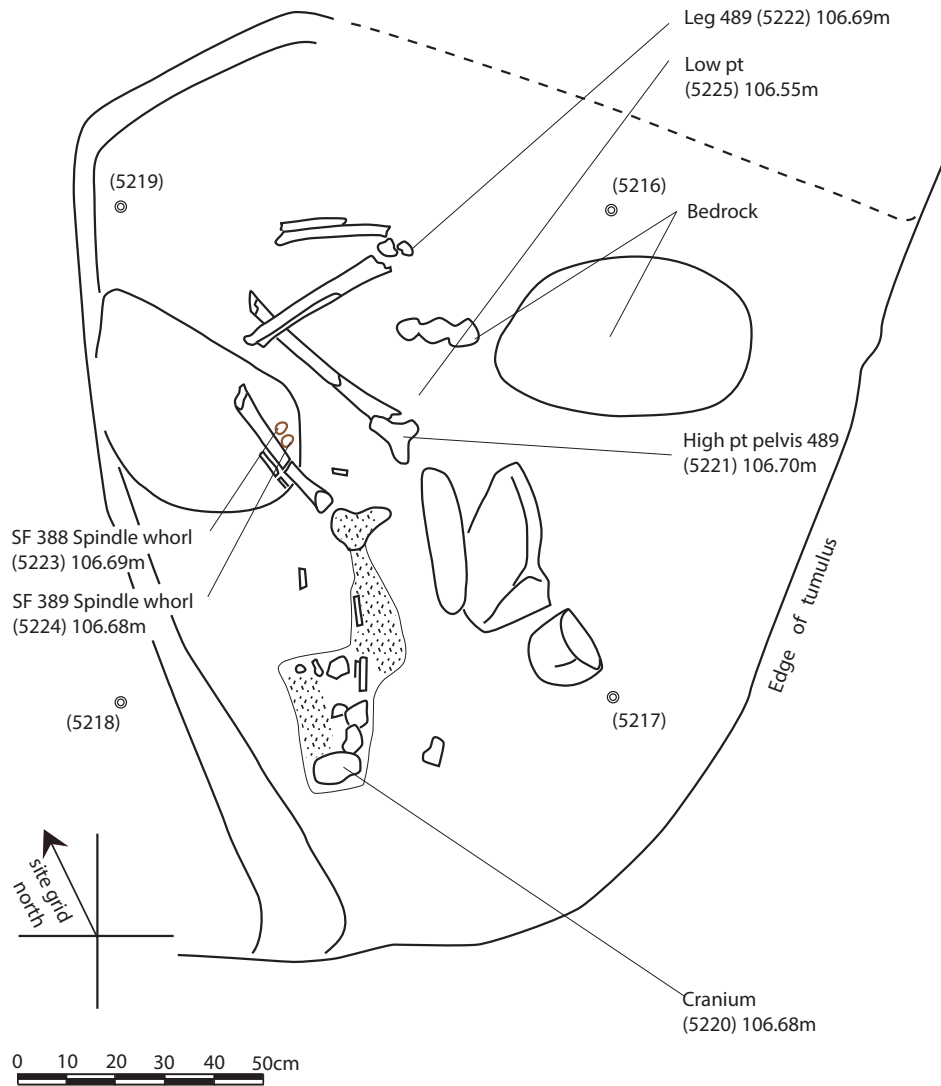 Leg 489 (5222) 106.69m
Low pt
(5225) 106.55m
(5219)
(5216)
Bedrock
High pt pelvis 489
(5221) 106.70m
SF 388 Spindle whorl
(5223) 106.69m
SF 389 Spindle whorl
(5224) 106.68m
Edge of tumulus
(5218)
(5217)
site grid
north
Cranium
(5220) 106.68m
0 10 20 30 40 50cm